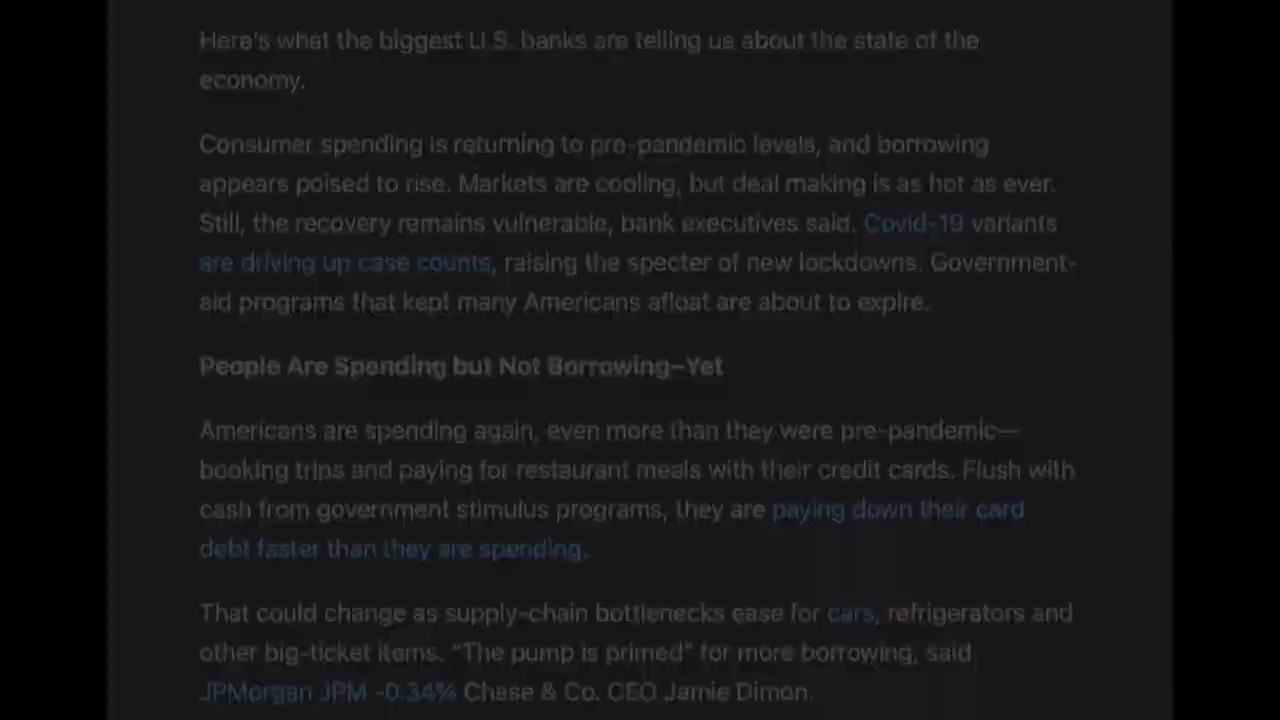 Here's what the biggest U.S. banks are telling us about the state of the
economy.
Consumer spending is returning to pre-pandemic levels, and borrowing
appears poised to rise. Markets are cooling, but deal making is as hot as ever.
Still, the recovery remains vulnerable, bank executives said. Covid-19 variants
are driving up case counts, raising the specter of new lockdowns. Government-
aid programs that kept many Americans afloat are about to expire.
People Are Spending but Not Borrowing—Yet
Americans are spending again, even more than they were pre-pandemic—
booking trips and paying for restaurant meals with their credit cards. Flush with
cash from government stimulus programs, they are paying down their card
debt faster than they are spending.
That could change as supply-chain bottlenecks ease for cars, refrigerators and
other big-ticket items. “The pump is primed” for more borrowing, said
JPMorgan JPM -0.34% Chase & Co. CEO Jamie Dimon.